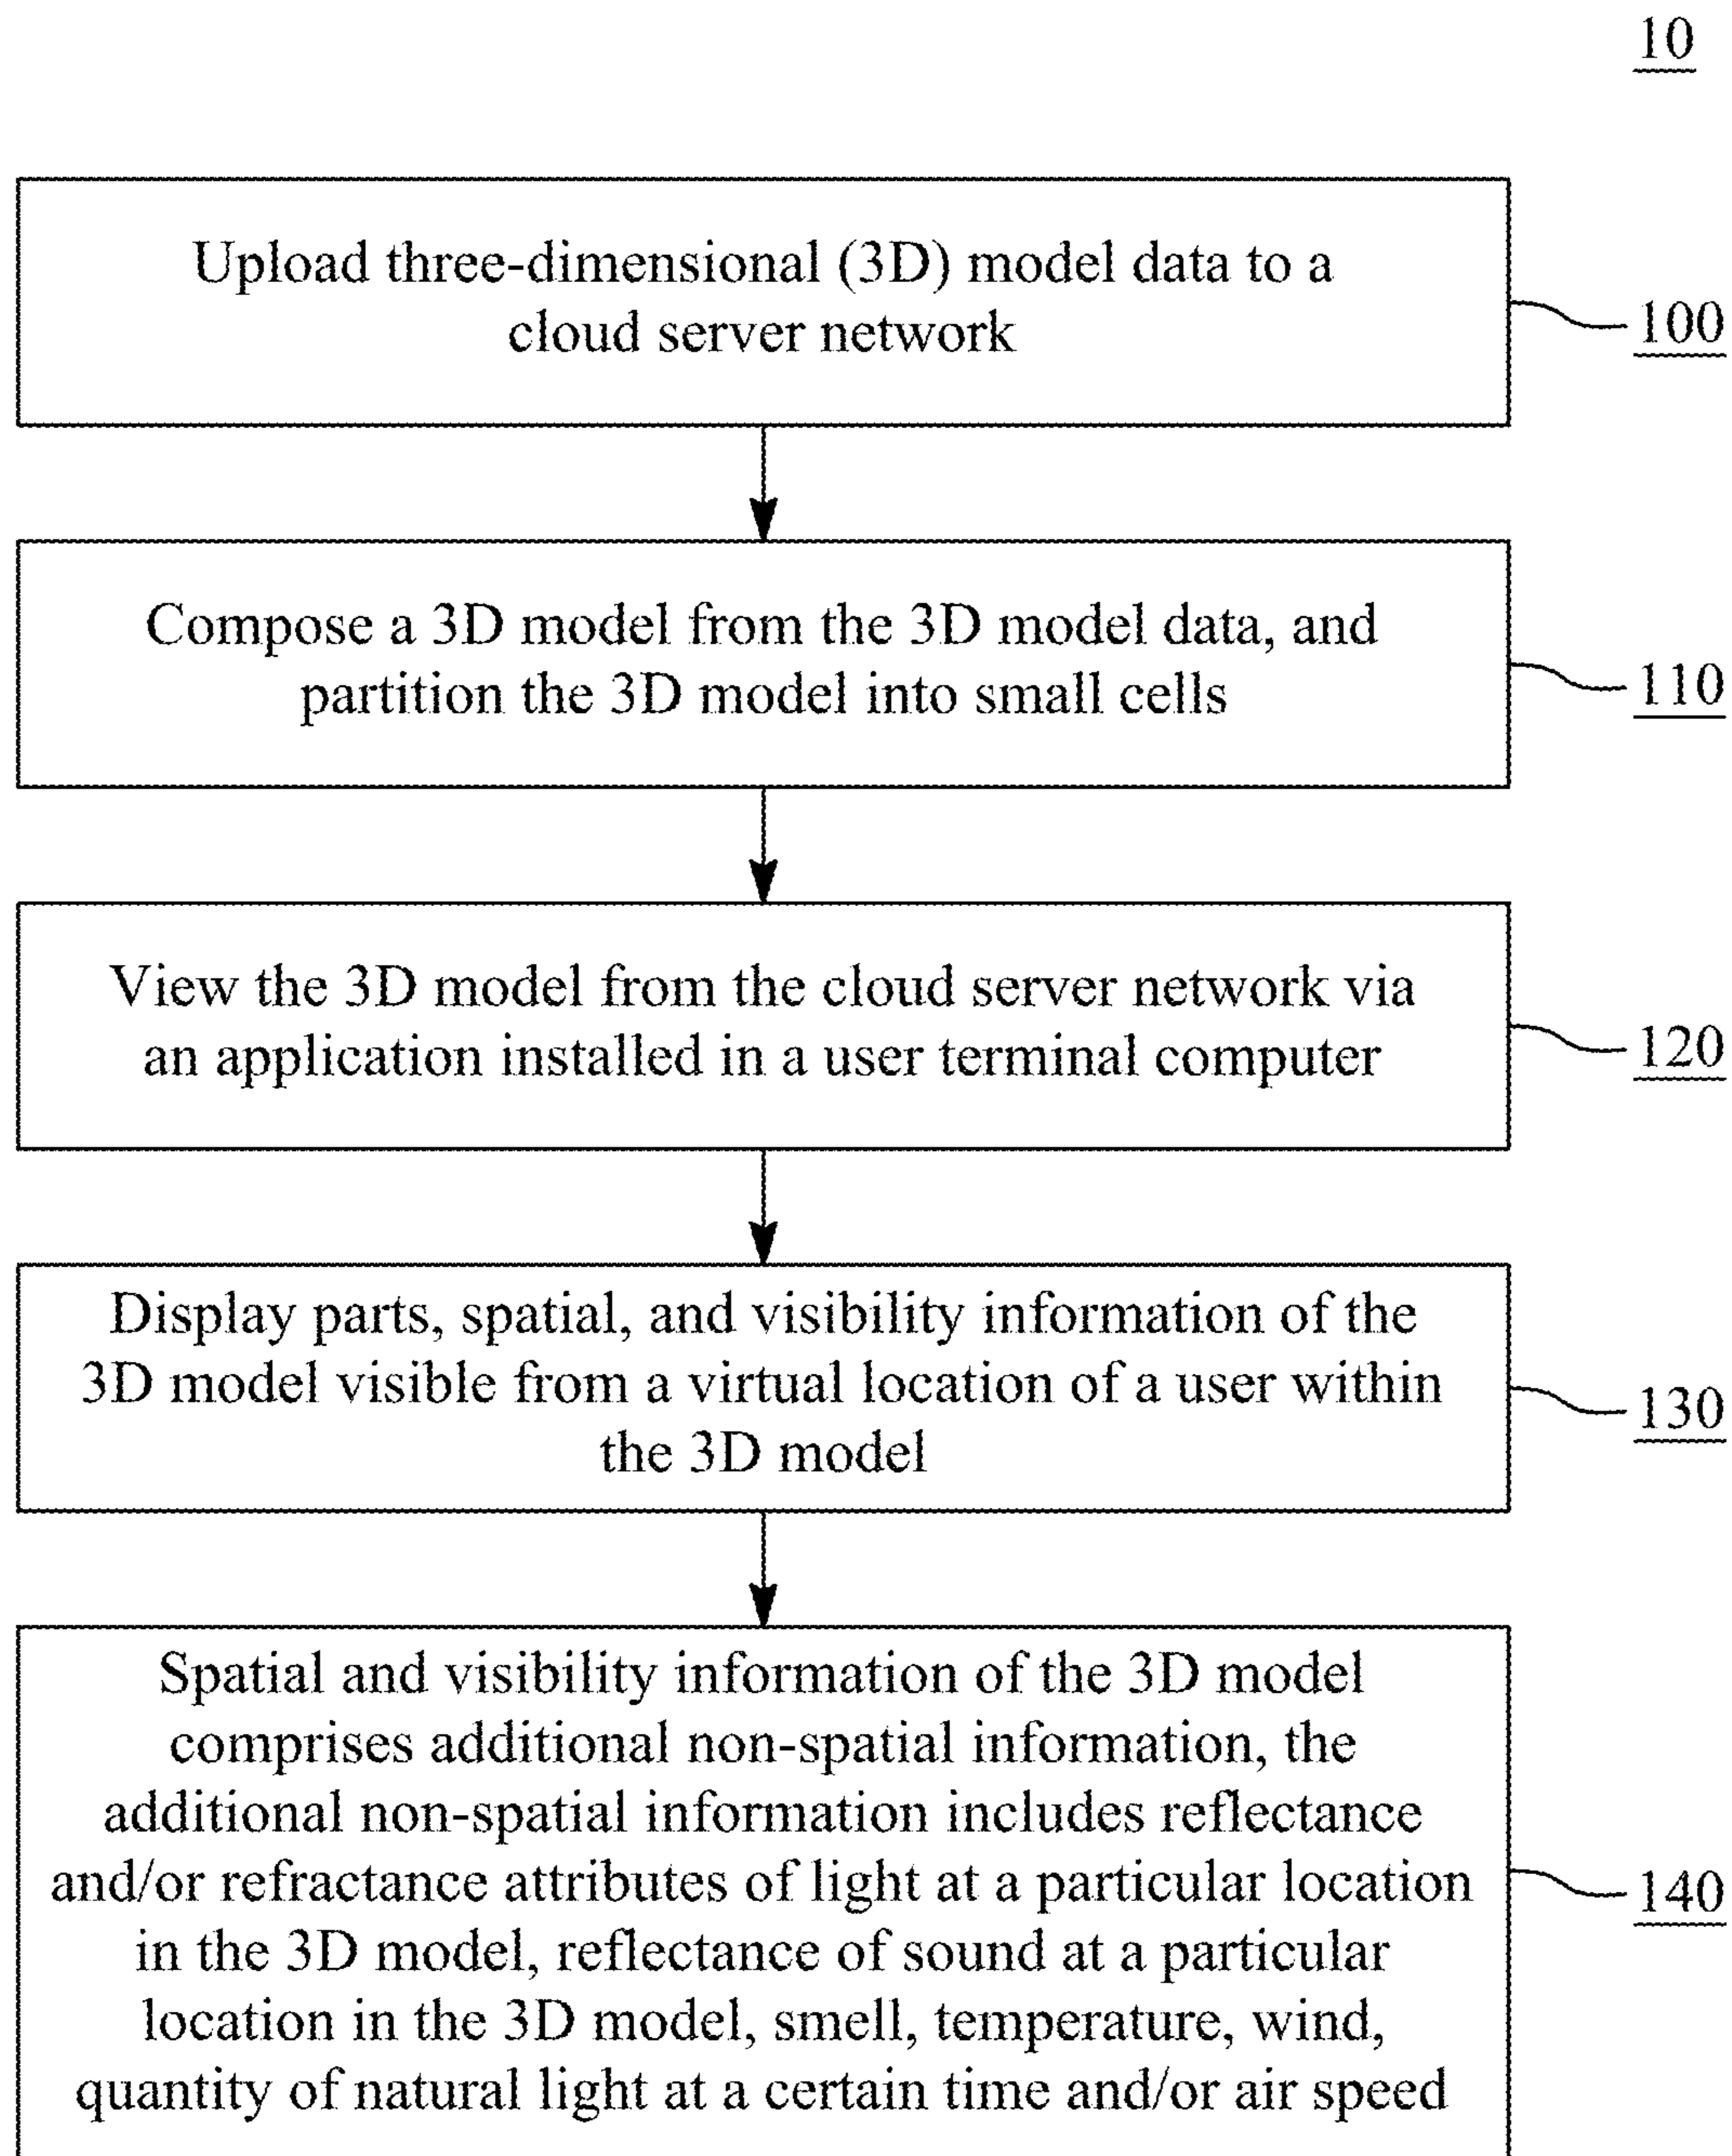 10
Upload three-dimensional (3D) model data to a
cloud server network
100
Compose a 3D model from the 3D model data, and
partition the 3D model into small cells
110
View the 3D model from the cloud server network via
an application installed in a user terminal computer
120
Display parts, spatial, and visibility information of the
3D model visible from a virtual location of a user within
the 3D model
130
Spatial and visibility information of the 3D model
comprises additional non-spatial information, the
additional non-spatial information includes reflectance
and/or refractance attributes of light at a particular location
in the 3D model, reflectance of sound at a particular
location in the 3D model, smell, temperature, wind,
quantity of natural light at a certain time and/or air speed
140